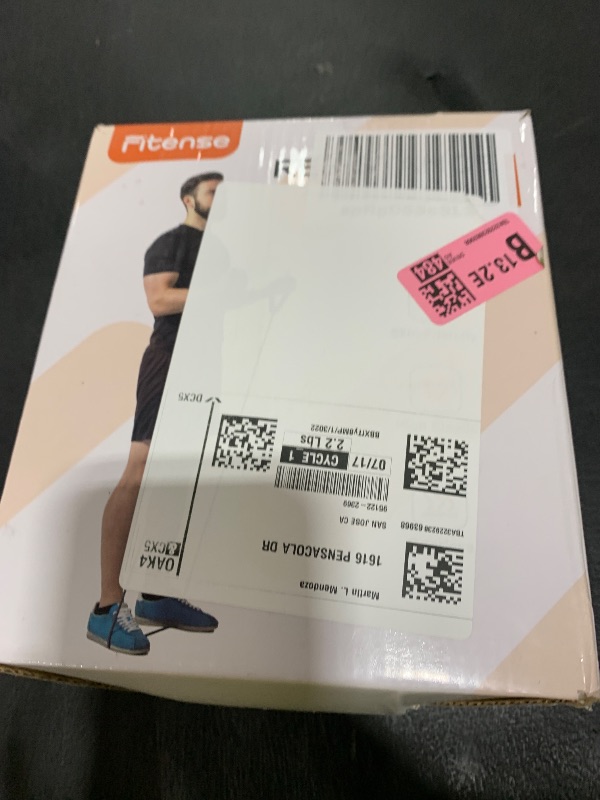 Fitense
B 13.2E
484
Martin L. Mendoza
1616 PENSACOLA DR
SAN JOSE CA
95122-2969
CYCLE 1
07/17
2.2 Lbs
OAK4
DCX5